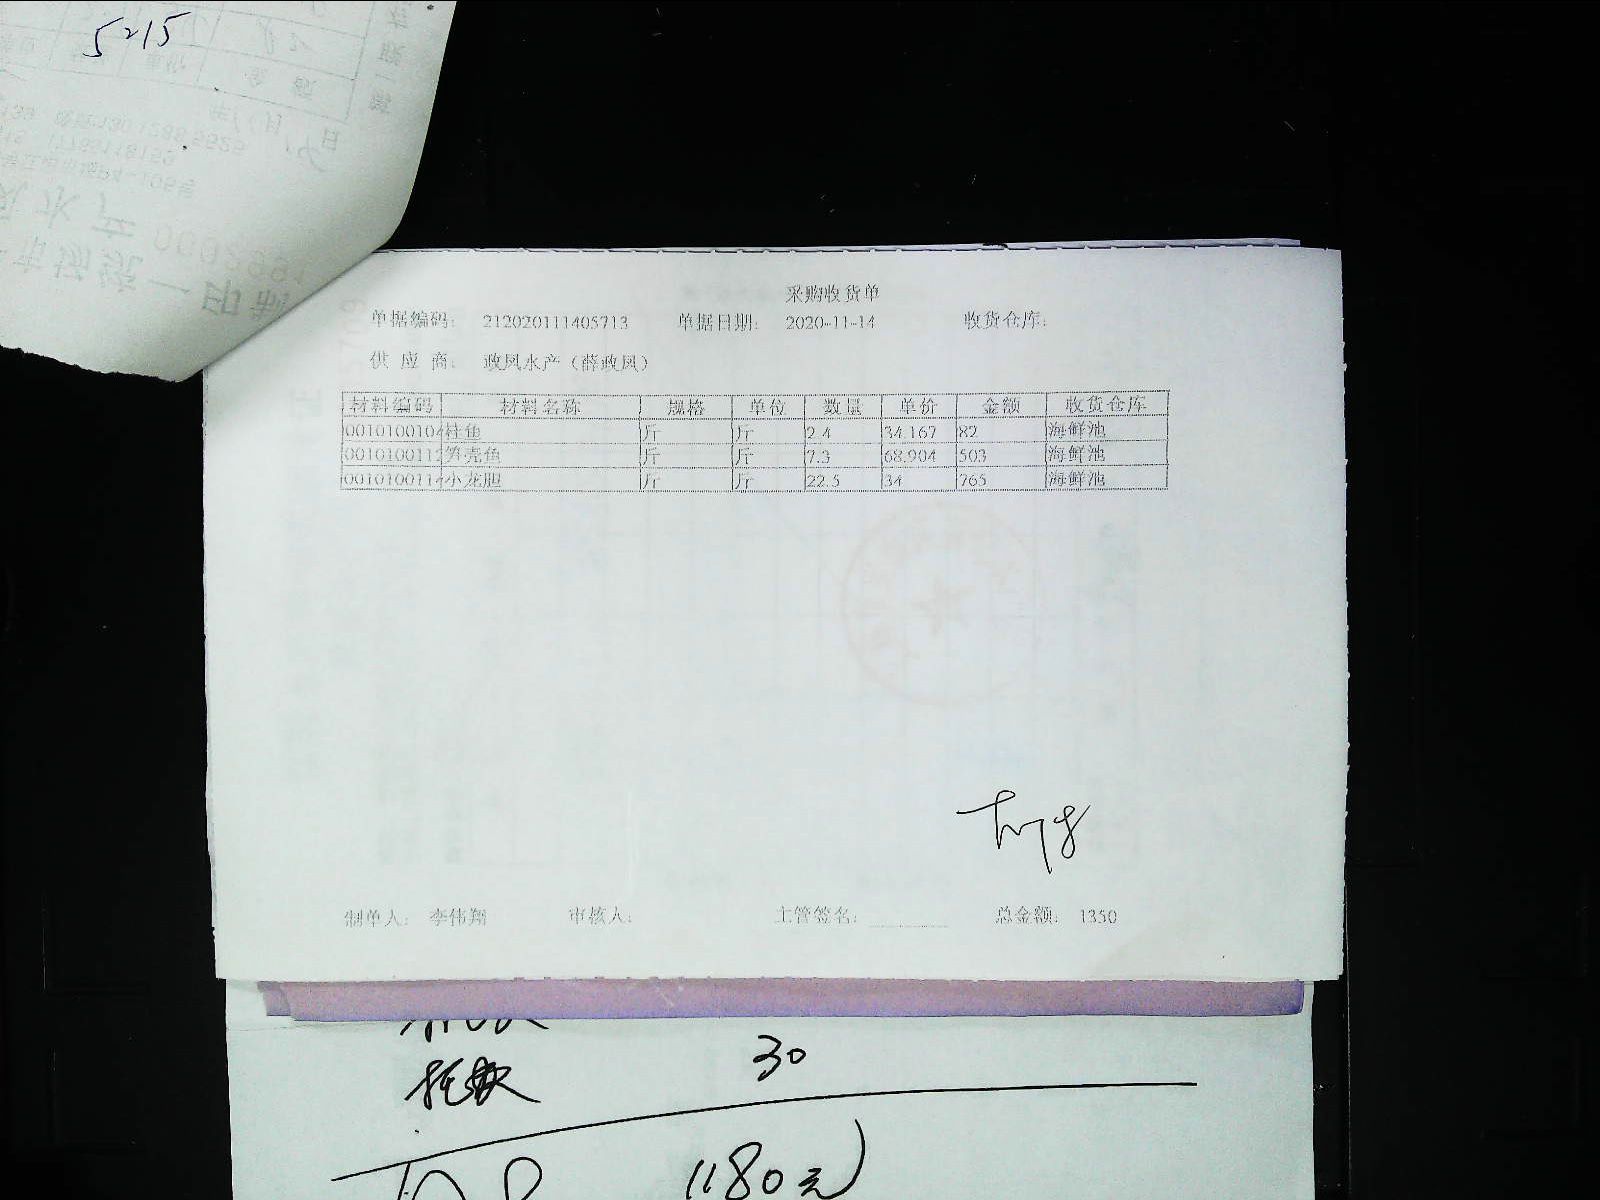 5215
采购收货单
单据编码： 212020111405713 单据日期： 2020-11-14 收货仓库：
供 应 商： 政凤水产（薛政凤）
材料编码 材料名称 规格 单位 数量 单价 金额 收货仓库
0010100104 桂鱼 斤 斤 2.4 34.167 82 海鲜池
0010100112 笋壳鱼 斤 斤 7.3 68.904 503 海鲜池
0010100114 小龙胆 斤 斤 22.5 34 765 海鲜池
制单人： 李伟翔 审核人： 主管签名： 总金额： 1350
30
1180元